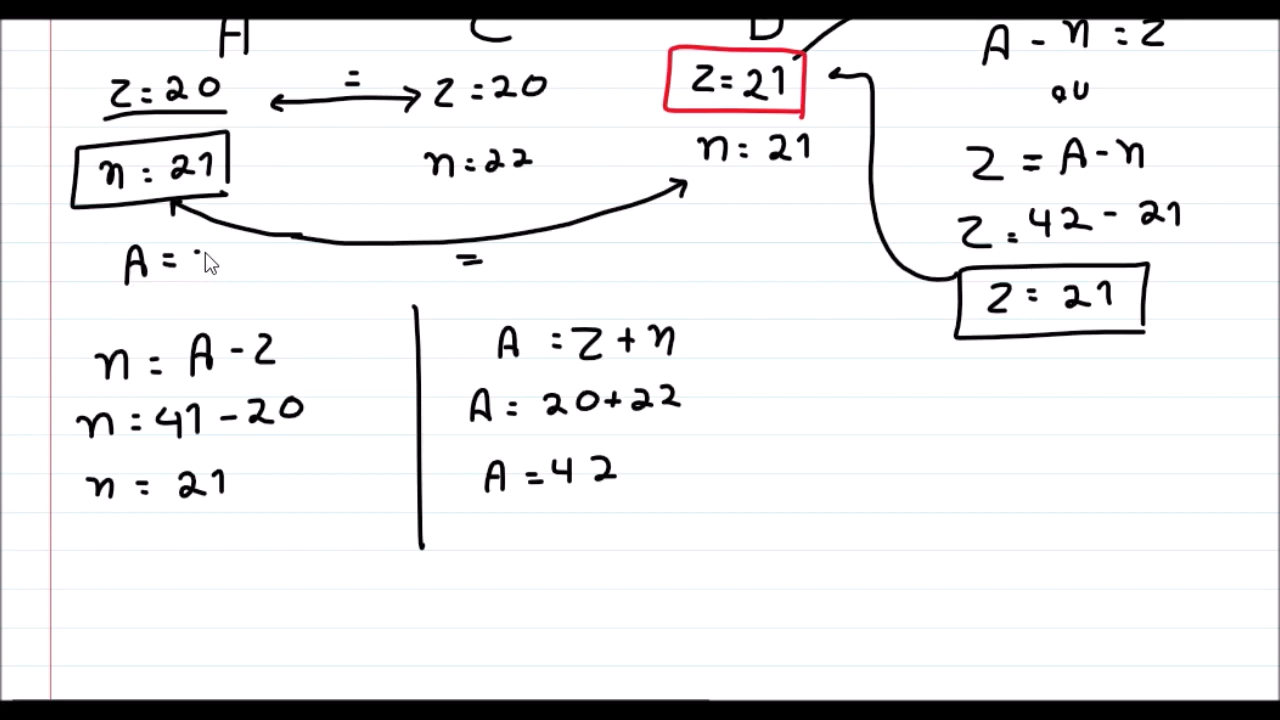 A C D
Z = 20 = Z = 20 Z = 21
n = 21 n = 22 n = 21
A =
=
n = A - Z
n = 41 - 20
n = 21
A = Z + n
A = 20 + 22
A = 42
A - n = Z
ou
Z = A - n
Z = 42 - 21
Z = 21